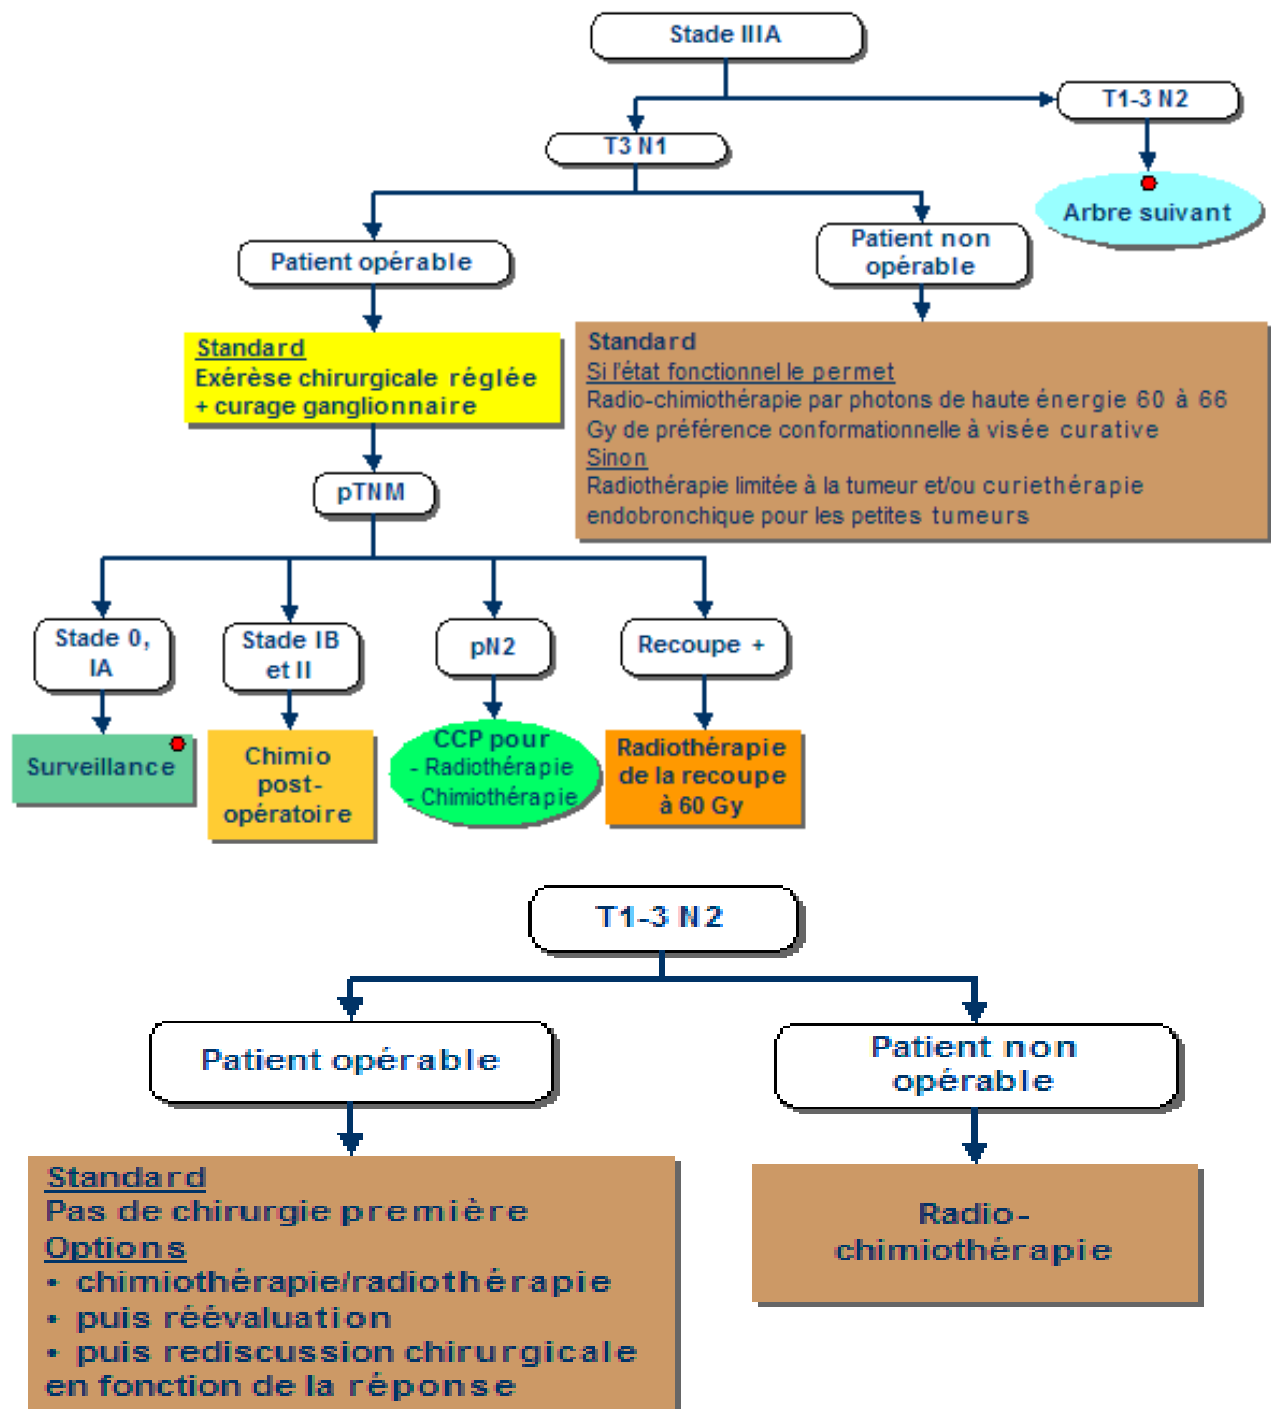 Stade IIIA
T1-3 N2
T3 N1
Arbre suivant
Patient opérable
Patient non
opérable
Standard
Exérèse chirurgicale réglée
+ curage ganglionnaire
Standard
Si l'état fonctionnel le permet
Radio-chimiothérapie par photons de haute énergie 60 à 66
Gy de préférence conformationnelle à visée curative
Sinon
Radiothérapie limitée à la tumeur et/ou curiethérapie
endobronchique pour les petites tumeurs
pTNM
Stade 0,
IA
Stade IB
et II
pN2
Recoupe +
Surveillance
Chimio
post-
opératoire
CCP pour
- Radiothérapie
- Chimiothérapie
Radiothérapie
de la recoupe
à 60 Gy
T1-3 N2
Patient opérable
Patient non
opérable
Standard
Pas de chirurgie première
Options
• chimiothérapie/radiothérapie
• puis réévaluation
• puis rediscussion chirurgicale
en fonction de la réponse
Radio-
chimiothérapie